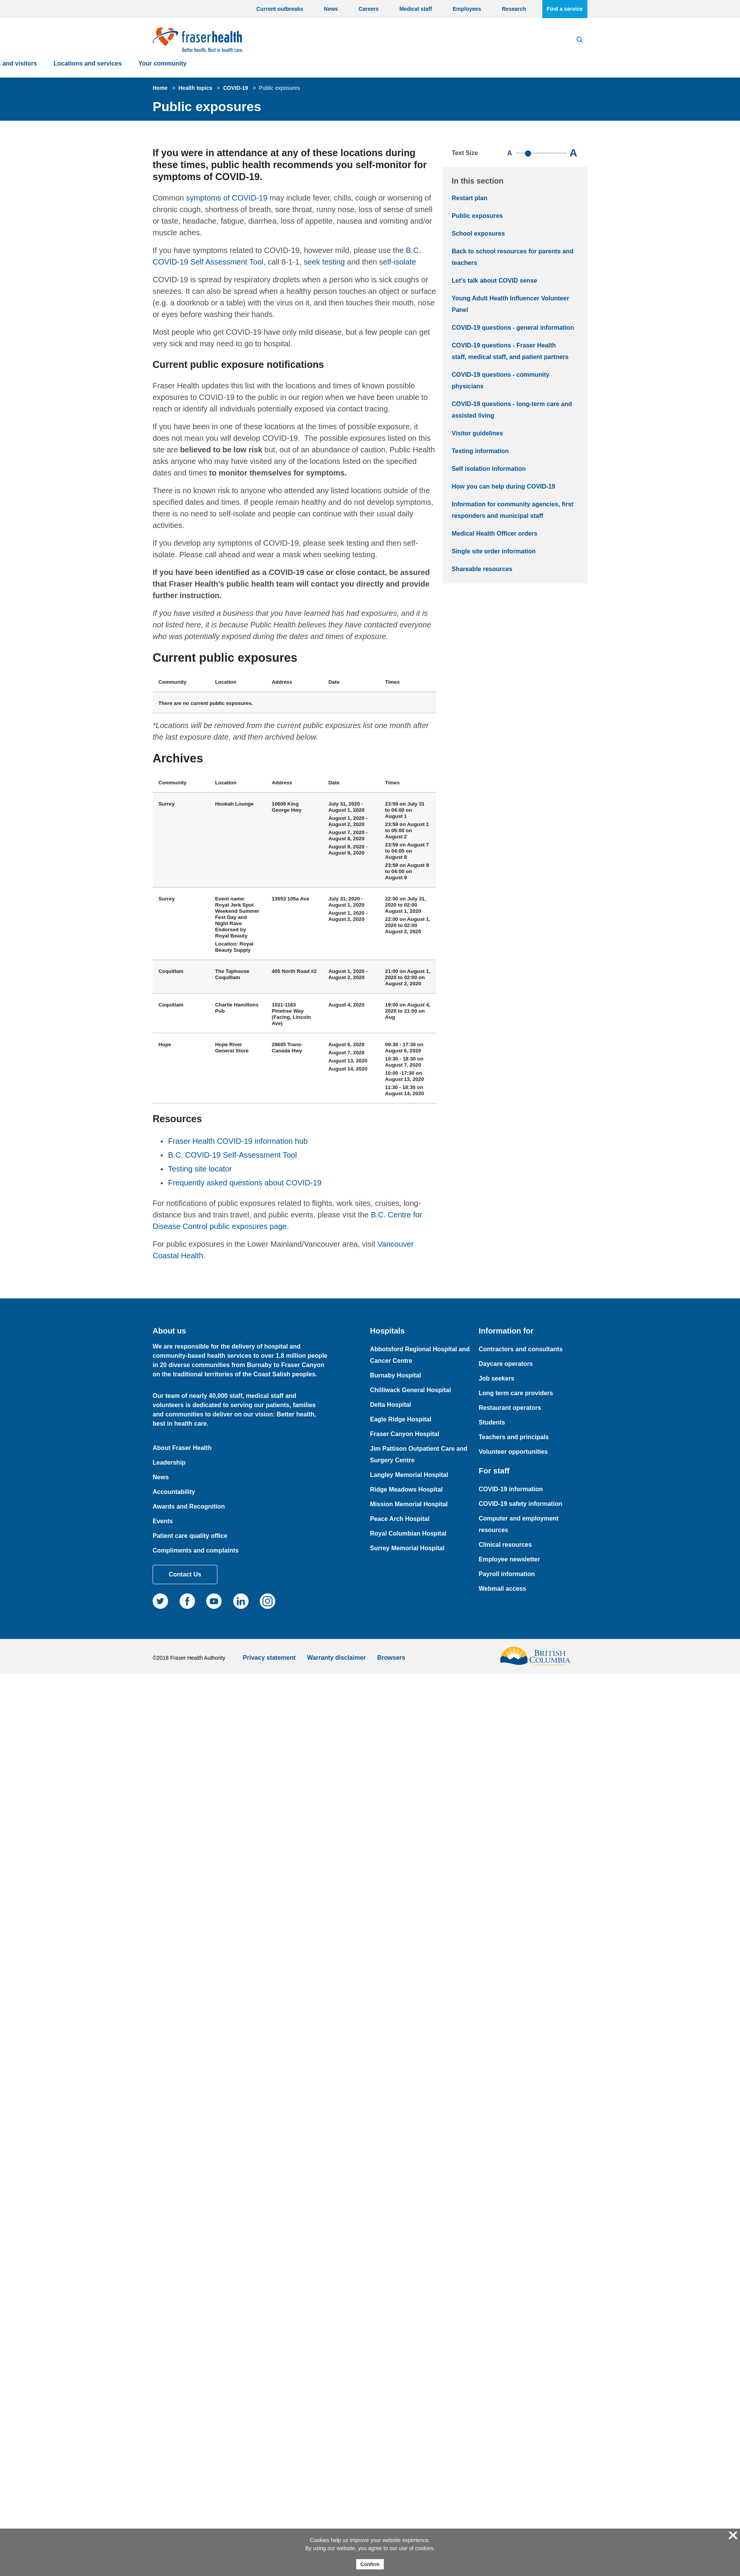 Current outbreaks News Careers Medical staff Employees Research Find a service
fraserhealth
Better health. Best in health care.
and visitors Locations and services Your community
Home > Health topics > COVID-19 > Public exposures
Public exposures
If you were in attendance at any of these locations during
these times, public health recommends you self-monitor for
symptoms of COVID-19.
Common symptoms of COVID-19 may include fever, chills, cough or worsening of
chronic cough, shortness of breath, sore throat, runny nose, loss of sense of smell
or taste, headache, fatigue, diarrhea, loss of appetite, nausea and vomiting and/or
muscle aches.
If you have symptoms related to COVID-19, however mild, please use the B.C.
COVID-19 Self Assessment Tool, call 8-1-1, seek testing and then self-isolate
COVID-19 is spread by respiratory droplets when a person who is sick coughs or
sneezes. It can also be spread when a healthy person touches an object or surface
(e.g. a doorknob or a table) with the virus on it, and then touches their mouth, nose
or eyes before washing their hands.
Most people who get COVID-19 have only mild disease, but a few people can get
very sick and may need to go to hospital.
Current public exposure notifications
Fraser Health updates this list with the locations and times of known possible
exposures to COVID-19 to the public in our region when we have been unable to
reach or identify all individuals potentially exposed via contact tracing.
If you have been in one of these locations at the times of possible exposure, it
does not mean you will develop COVID-19.  The possible exposures listed on this
site are believed to be low risk but, out of an abundance of caution, Public Health
asks anyone who may have visited any of the locations listed on the specified
dates and times to monitor themselves for symptoms.
There is no known risk to anyone who attended any listed locations outside of the
specified dates and times. If people remain healthy and do not develop symptoms,
there is no need to self-isolate and people can continue with their usual daily
activities.
If you develop any symptoms of COVID-19, please seek testing and then self-
isolate. Please call ahead and wear a mask when seeking testing.
If you have been identified as a COVID-19 case or close contact, be assured
that Fraser Health's public health team will contact you directly and provide
further instruction.
If you have visited a business that you have learned has had exposures, and it is
not listed here, it is because Public Health believes they have contacted everyone
who was potentially exposed during the dates and times of exposure.
Current public exposures
Community Location Address Date Times
There are no current public exposures.
*Locations will be removed from the current public exposures list one month after
the last exposure date, and then archived below.
Archives
Community Location Address Date Times
Surrey
Hookah Lounge
10609 King
George Hwy
July 31, 2020 -
August 1, 2020
August 1, 2020 -
August 2, 2020
August 7, 2020 -
August 8, 2020
August 8, 2020 -
August 9, 2020
23:59 on July 31
to 04:00 on
August 1
23:59 on August 1
to 05:00 on
August 2
23:59 on August 7
to 04:00 on
August 8
23:59 on August 8
to 04:00 on
August 9
Surrey
Event name:
Royal Jerk Spot
Weekend Summer
Fest Day and
Night Rave
Endorsed by
Royal Beauty
Location: Royal
Beauty Supply
13553 105a Ave
July 31, 2020 -
August 1, 2020
August 1, 2020 -
August 2, 2020
22:00 on July 31,
2020 to 02:00
August 1, 2020
22:00 on August 1,
2020 to 02:00
August 2, 2020
Coquitlam
The Taphouse
Coquitlam
405 North Road #2
August 1, 2020 -
August 2, 2020
21:00 on August 1,
2020 to 02:00 on
August 2, 2020
Coquitlam
Charlie Hamiltons
Pub
1031-1163
Pinetree Way
(Facing, Lincoln
Ave)
August 4, 2020
19:00 on August 4,
2020 to 21:00 on
Aug
Hope
Hope River
General Store
28605 Trans-
Canada Hwy
August 6, 2020
August 7, 2020
August 13, 2020
August 14, 2020
09:30 - 17:30 on
August 6, 2020
10:30 - 18:30 on
August 7, 2020
10:00 -17:30 on
August 13, 2020
11:30 - 16:30 on
August 14, 2020
Resources
Fraser Health COVID-19 information hub
B.C. COVID-19 Self-Assessment Tool
Testing site locator
Frequently asked questions about COVID-19
For notifications of public exposures related to flights, work sites, cruises, long-
distance bus and train travel, and public events, please visit the B.C. Centre for
Disease Control public exposures page.
For public exposures in the Lower Mainland/Vancouver area, visit Vancouver
Coastal Health.
Text Size A A
In this section
Restart plan
Public exposures
School exposures
Back to school resources for parents and
teachers
Let's talk about COVID sense
Young Adult Health Influencer Volunteer
Panel
COVID-19 questions - general information
COVID-19 questions - Fraser Health
staff, medical staff, and patient partners
COVID-19 questions - community
physicians
COVID-19 questions - long-term care and
assisted living
Visitor guidelines
Testing information
Self isolation information
How you can help during COVID-19
Information for community agencies, first
responders and municipal staff
Medical Health Officer orders
Single site order information
Shareable resources
About us
We are responsible for the delivery of hospital and
community-based health services to over 1.8 million people
in 20 diverse communities from Burnaby to Fraser Canyon
on the traditional territories of the Coast Salish peoples.
Our team of nearly 40,000 staff, medical staff and
volunteers is dedicated to serving our patients, families
and communities to deliver on our vision: Better health,
best in health care.
About Fraser Health
Leadership
News
Accountability
Awards and Recognition
Events
Patient care quality office
Compliments and complaints
Contact Us
Hospitals
Abbotsford Regional Hospital and
Cancer Centre
Burnaby Hospital
Chilliwack General Hospital
Delta Hospital
Eagle Ridge Hospital
Fraser Canyon Hospital
Jim Pattison Outpatient Care and
Surgery Centre
Langley Memorial Hospital
Ridge Meadows Hospital
Mission Memorial Hospital
Peace Arch Hospital
Royal Columbian Hospital
Surrey Memorial Hospital
Information for
Contractors and consultants
Daycare operators
Job seekers
Long term care providers
Restaurant operators
Students
Teachers and principals
Volunteer opportunities
For staff
COVID-19 information
COVID-19 safety information
Computer and employment
resources
Clinical resources
Employee newsletter
Payroll information
Webmail access
©2018 Fraser Health Authority Privacy statement Warranty disclaimer Browsers
BRITISH
COLUMBIA
Cookies help us improve your website experience.
By using our website, you agree to our use of cookies.
Confirm